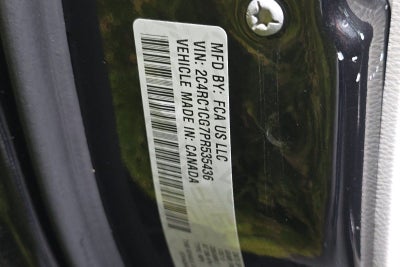 MFD BY: FCA US LLC
VIN: 2C4RC1CG7PR535436
VEHICLE MADE IN: CANADA